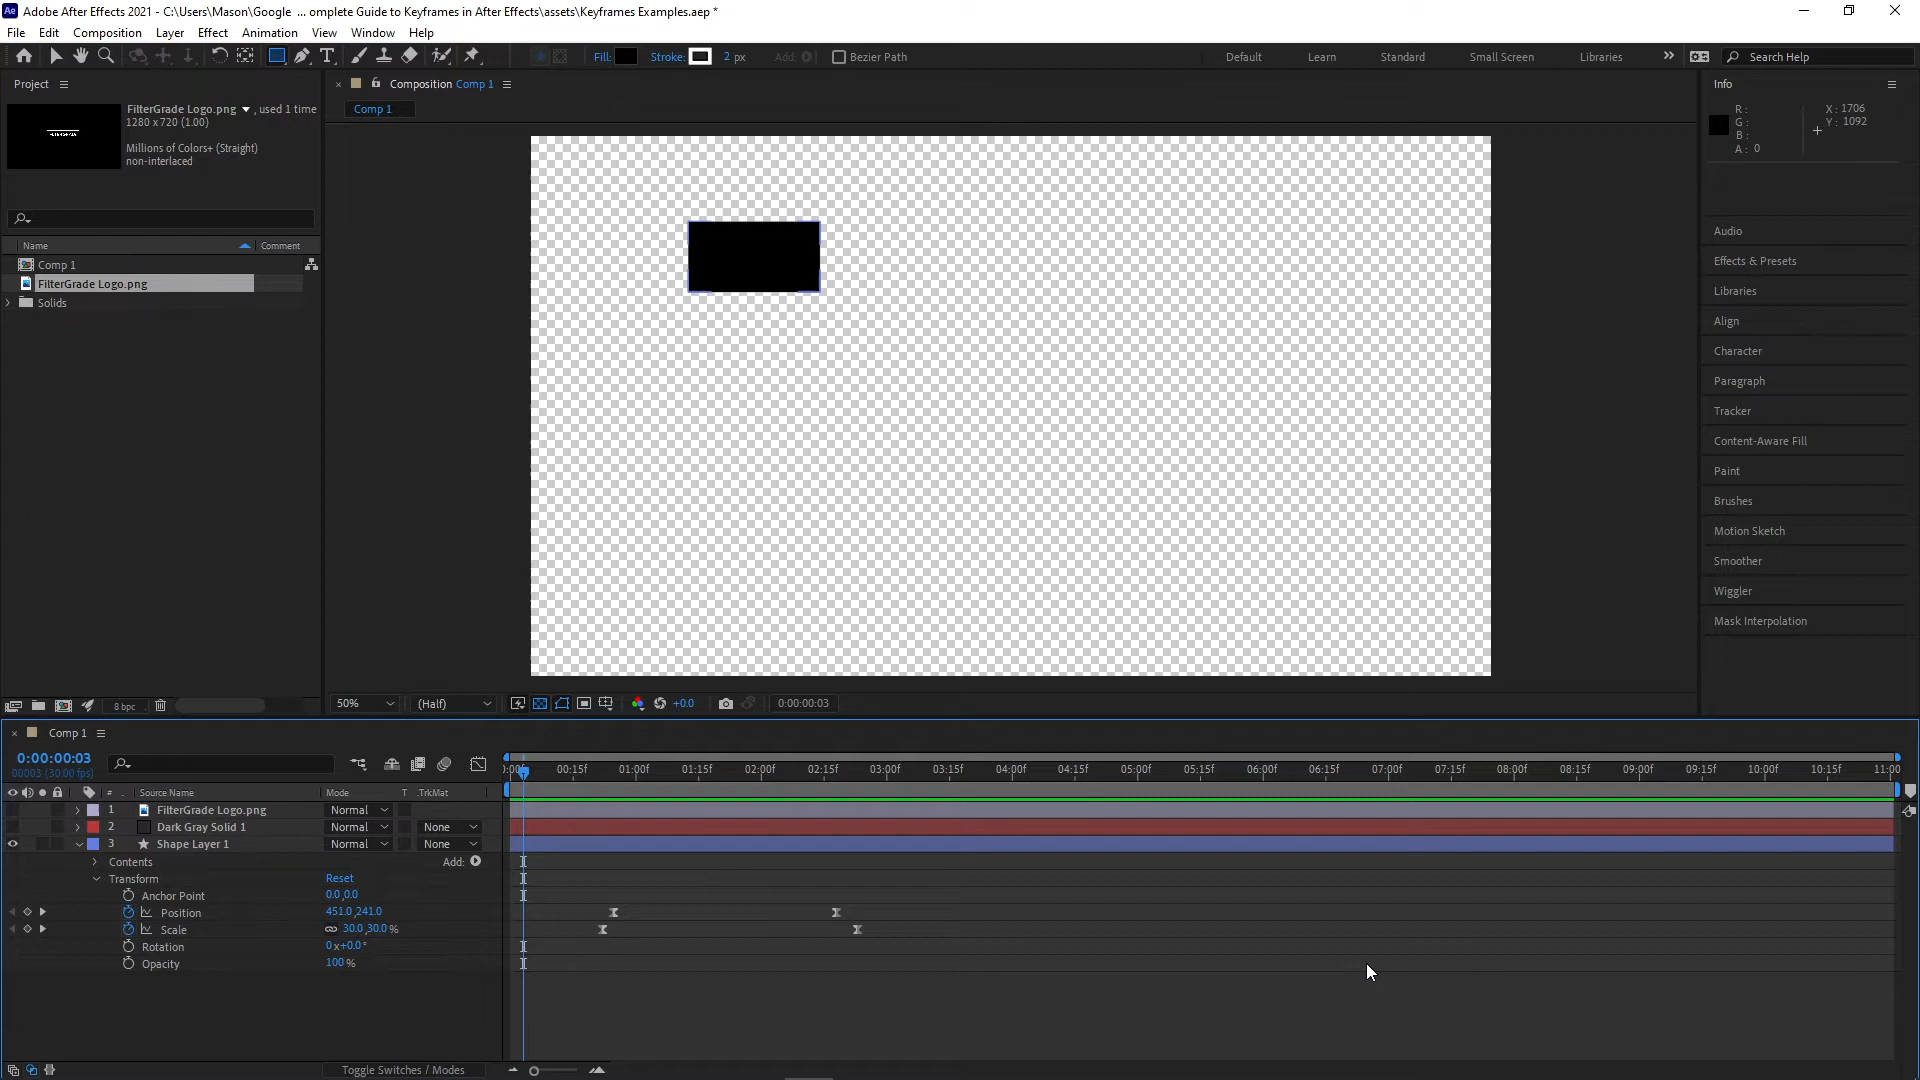 Adobe After Effects 2021 - C:\Users\Mason\Google ... omplete Guide to Keyframes in After Effects\assets\Keyframes Examples.aep *
File Edit Composition Layer Effect Animation View Window Help
Fill: Stroke: 2 px Add: Bezier Path Default Learn Standard Small Screen Libraries Search Help
Project
FilterGrade Logo.png , used 1 time
1280 x 720 (1.00)
Millions of Colors+ (Straight)
non-interlaced
Name Comment
Comp 1
FilterGrade Logo.png
Solids
8 bpc
Composition Comp 1
Comp 1
50% (Half) +0.0 0:00:00:03
Info
R :
G :
B :
A : 0
X : 1706
Y : 1092
Audio
Effects & Presets
Libraries
Align
Character
Paragraph
Tracker
Content-Aware Fill
Paint
Brushes
Motion Sketch
Smoother
Wiggler
Mask Interpolation
Comp 1
0:00:00:03
00003 (30.00 fps)
00:15f 01:00f 01:15f 02:00f 02:15f 03:00f 03:15f 04:00f 04:15f 05:00f 05:15f 06:00f 06:15f 07:00f 07:15f 08:00f 08:15f 09:00f 09:15f 10:00f 10:15f 11:00
# Source Name Mode T .TrkMat
1 FilterGrade Logo.png Normal
2 Dark Gray Solid 1 Normal None
3 Shape Layer 1 Normal None
Contents Add:
Transform Reset
Anchor Point 0.0,0.0
Position 451.0,241.0
Scale 30.0,30.0%
Rotation 0x+0.0°
Opacity 100%
Toggle Switches / Modes